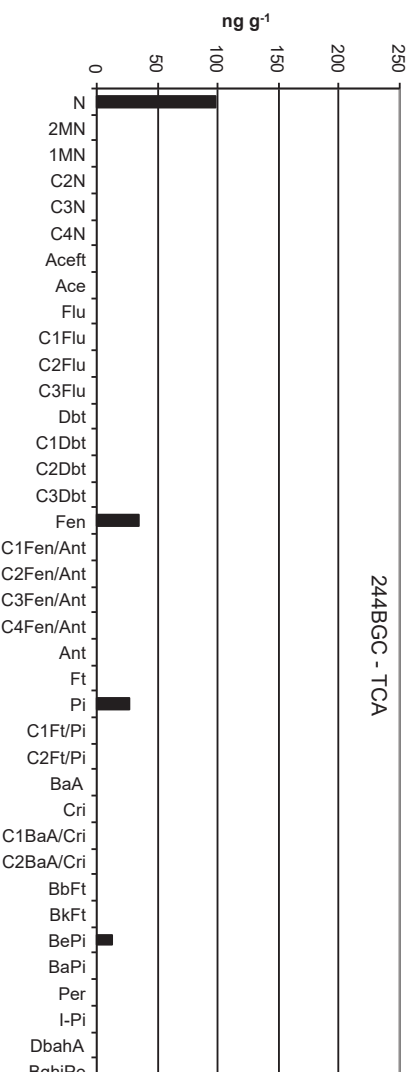 ng g-1
0
50
100
150
200
250
N
2MN
1MN
C2N
C3N
C4N
Aceft
Ace
Flu
C1Flu
C2Flu
C3Flu
Dbt
C1Dbt
C2Dbt
C3Dbt
Fen
C1Fen/Ant
C2Fen/Ant
C3Fen/Ant
C4Fen/Ant
Ant
Ft
Pi
C1Ft/Pi
C2Ft/Pi
BaA
Cri
C1BaA/Cri
C2BaA/Cri
BbFt
BkFt
BePi
BaPi
Per
I-Pi
DbahA
244BGC - TCA